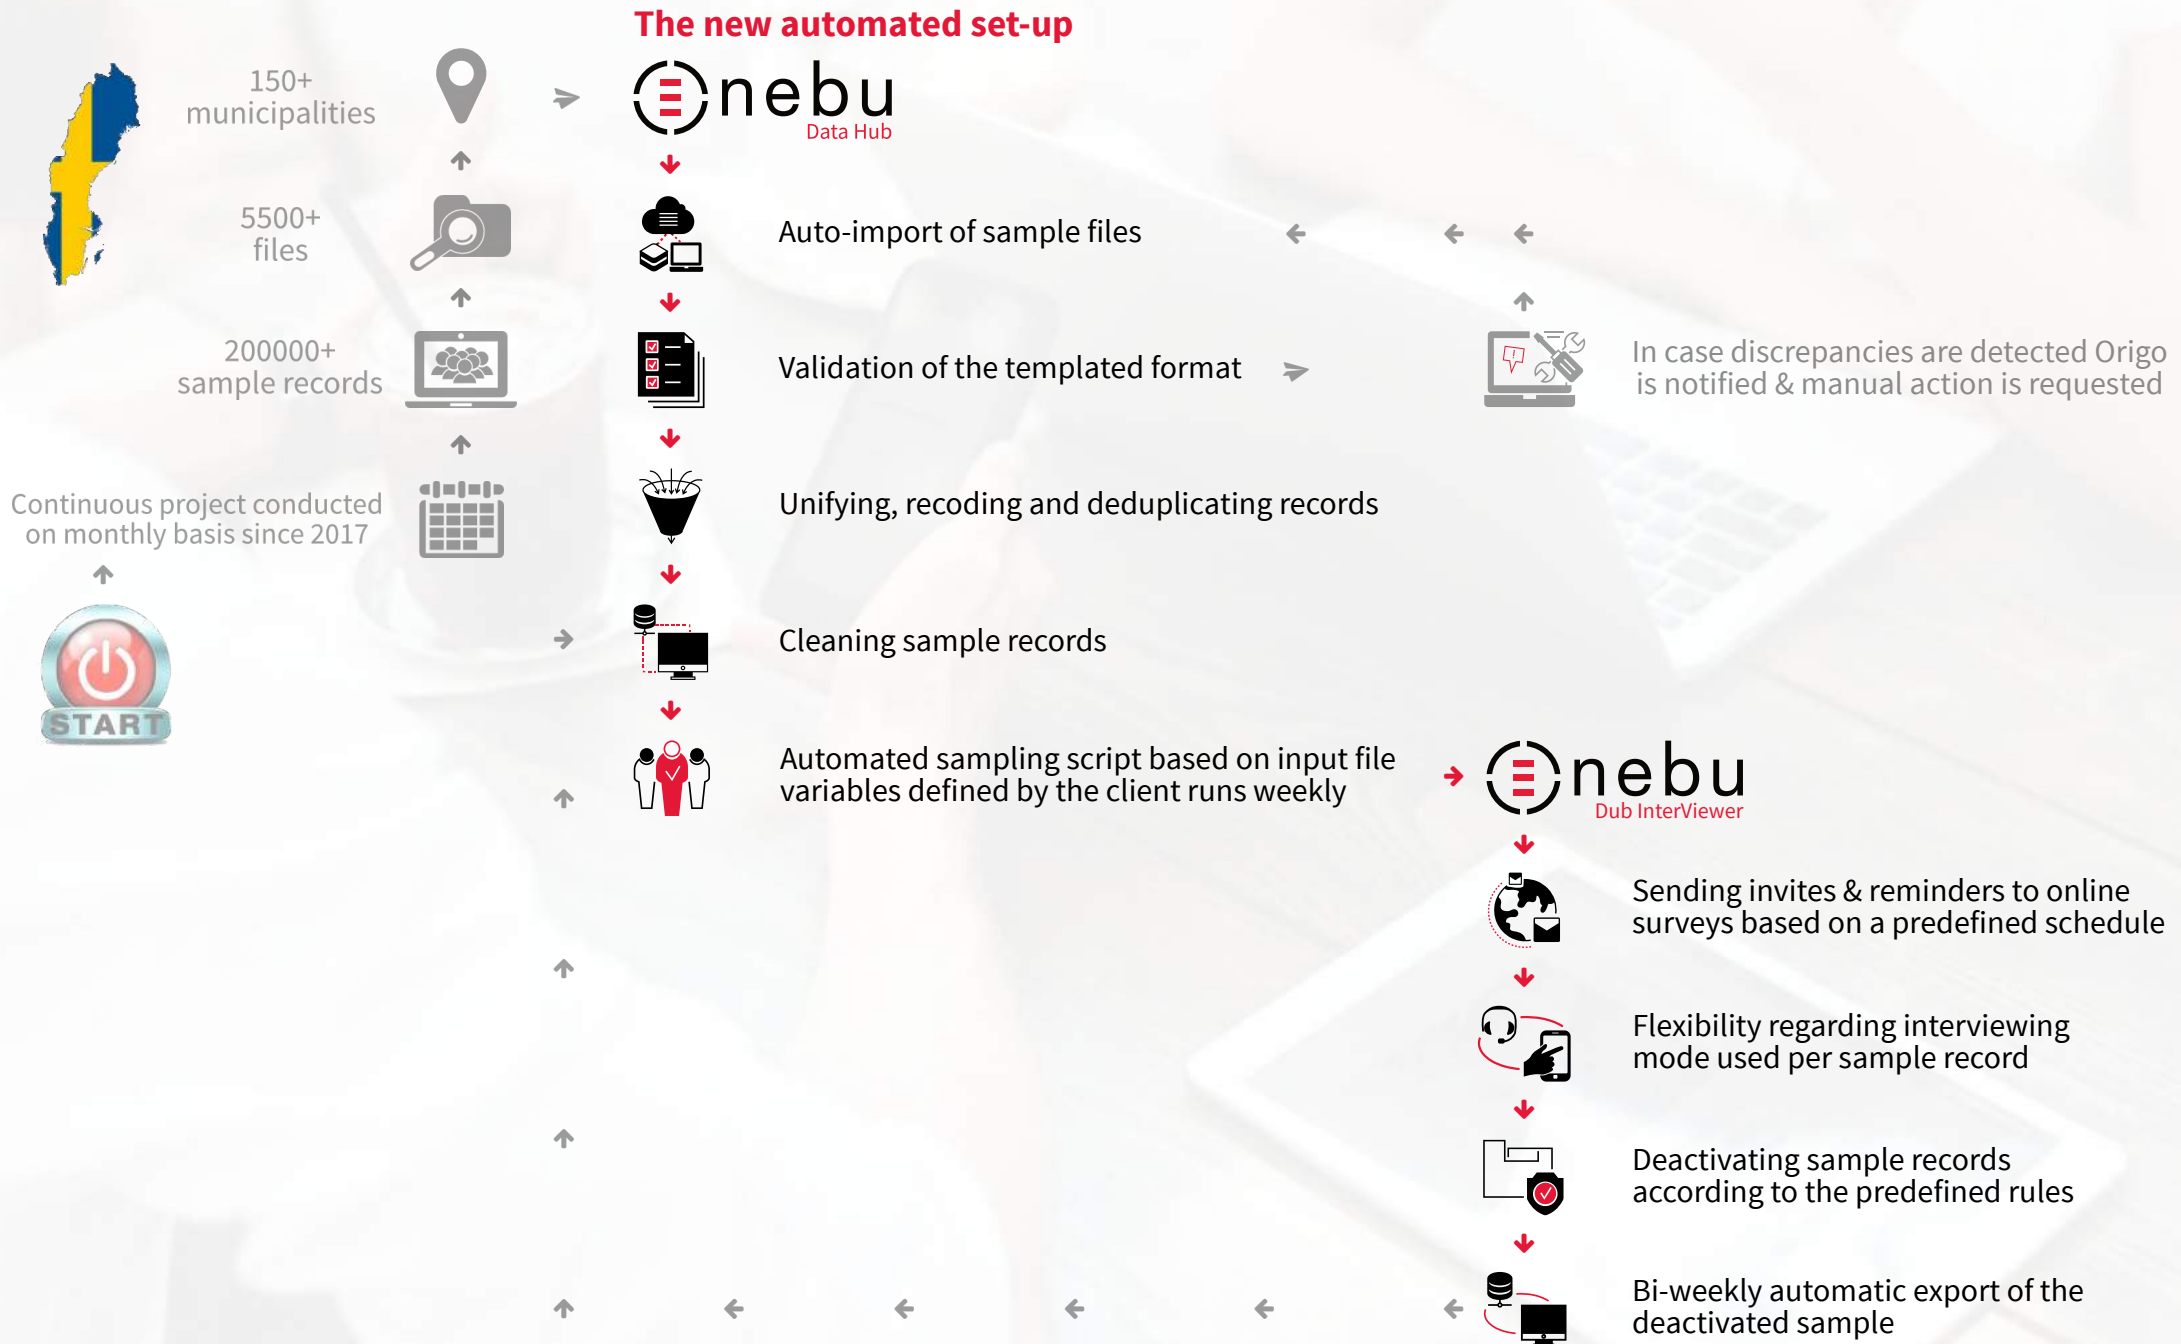 The new automated set-up
150+
municipalities
nebu
Data Hub
5500+
files
Auto-import of sample files
200000+
sample records
Validation of the templated format
In case discrepancies are detected Origo
is notified & manual action is requested
Continuous project conducted
on monthly basis since 2017
Unifying, recoding and deduplicating records
START
Cleaning sample records
Automated sampling script based on input file
variables defined by the client runs weekly
nebu
Dub InterViewer
Sending invites & reminders to online
surveys based on a predefined schedule
Flexibility regarding interviewing
mode used per sample record
Deactivating sample records
according to the predefined rules
Bi-weekly automatic export of the
deactivated sample